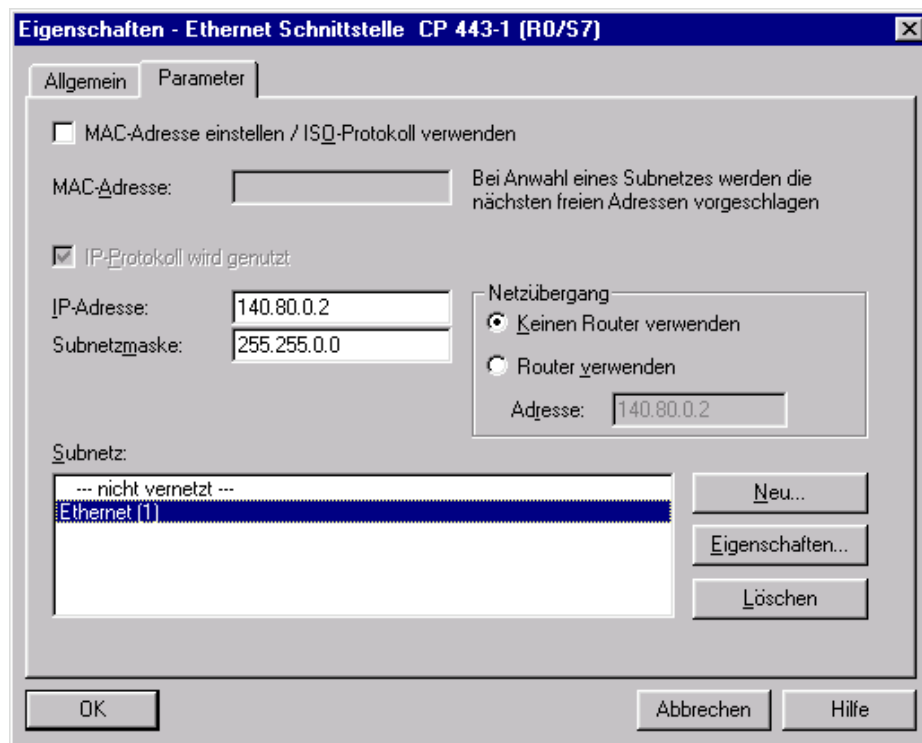 Eigenschaften - Ethernet Schnittstelle CP 443-1 (R0/S7)
Allgemein
Parameter
MAC-Adresse einstellen / ISO-Protokoll verwenden
MAC-Adresse:
Bei Anwahl eines Subnetzes werden die
nächsten freien Adressen vorgeschlagen
IP-Protokoll wird genutzt
IP-Adresse:
140.80.0.2
Subnetzmaske:
255.255.0.0
Netzübergang
Keinen Router verwenden
Router verwenden
Adresse:
140.80.0.2
Subnetz:
--- nicht vernetzt ---
Ethernet (1)
Neu...
Eigenschaften...
Löschen
OK
Abbrechen
Hilfe